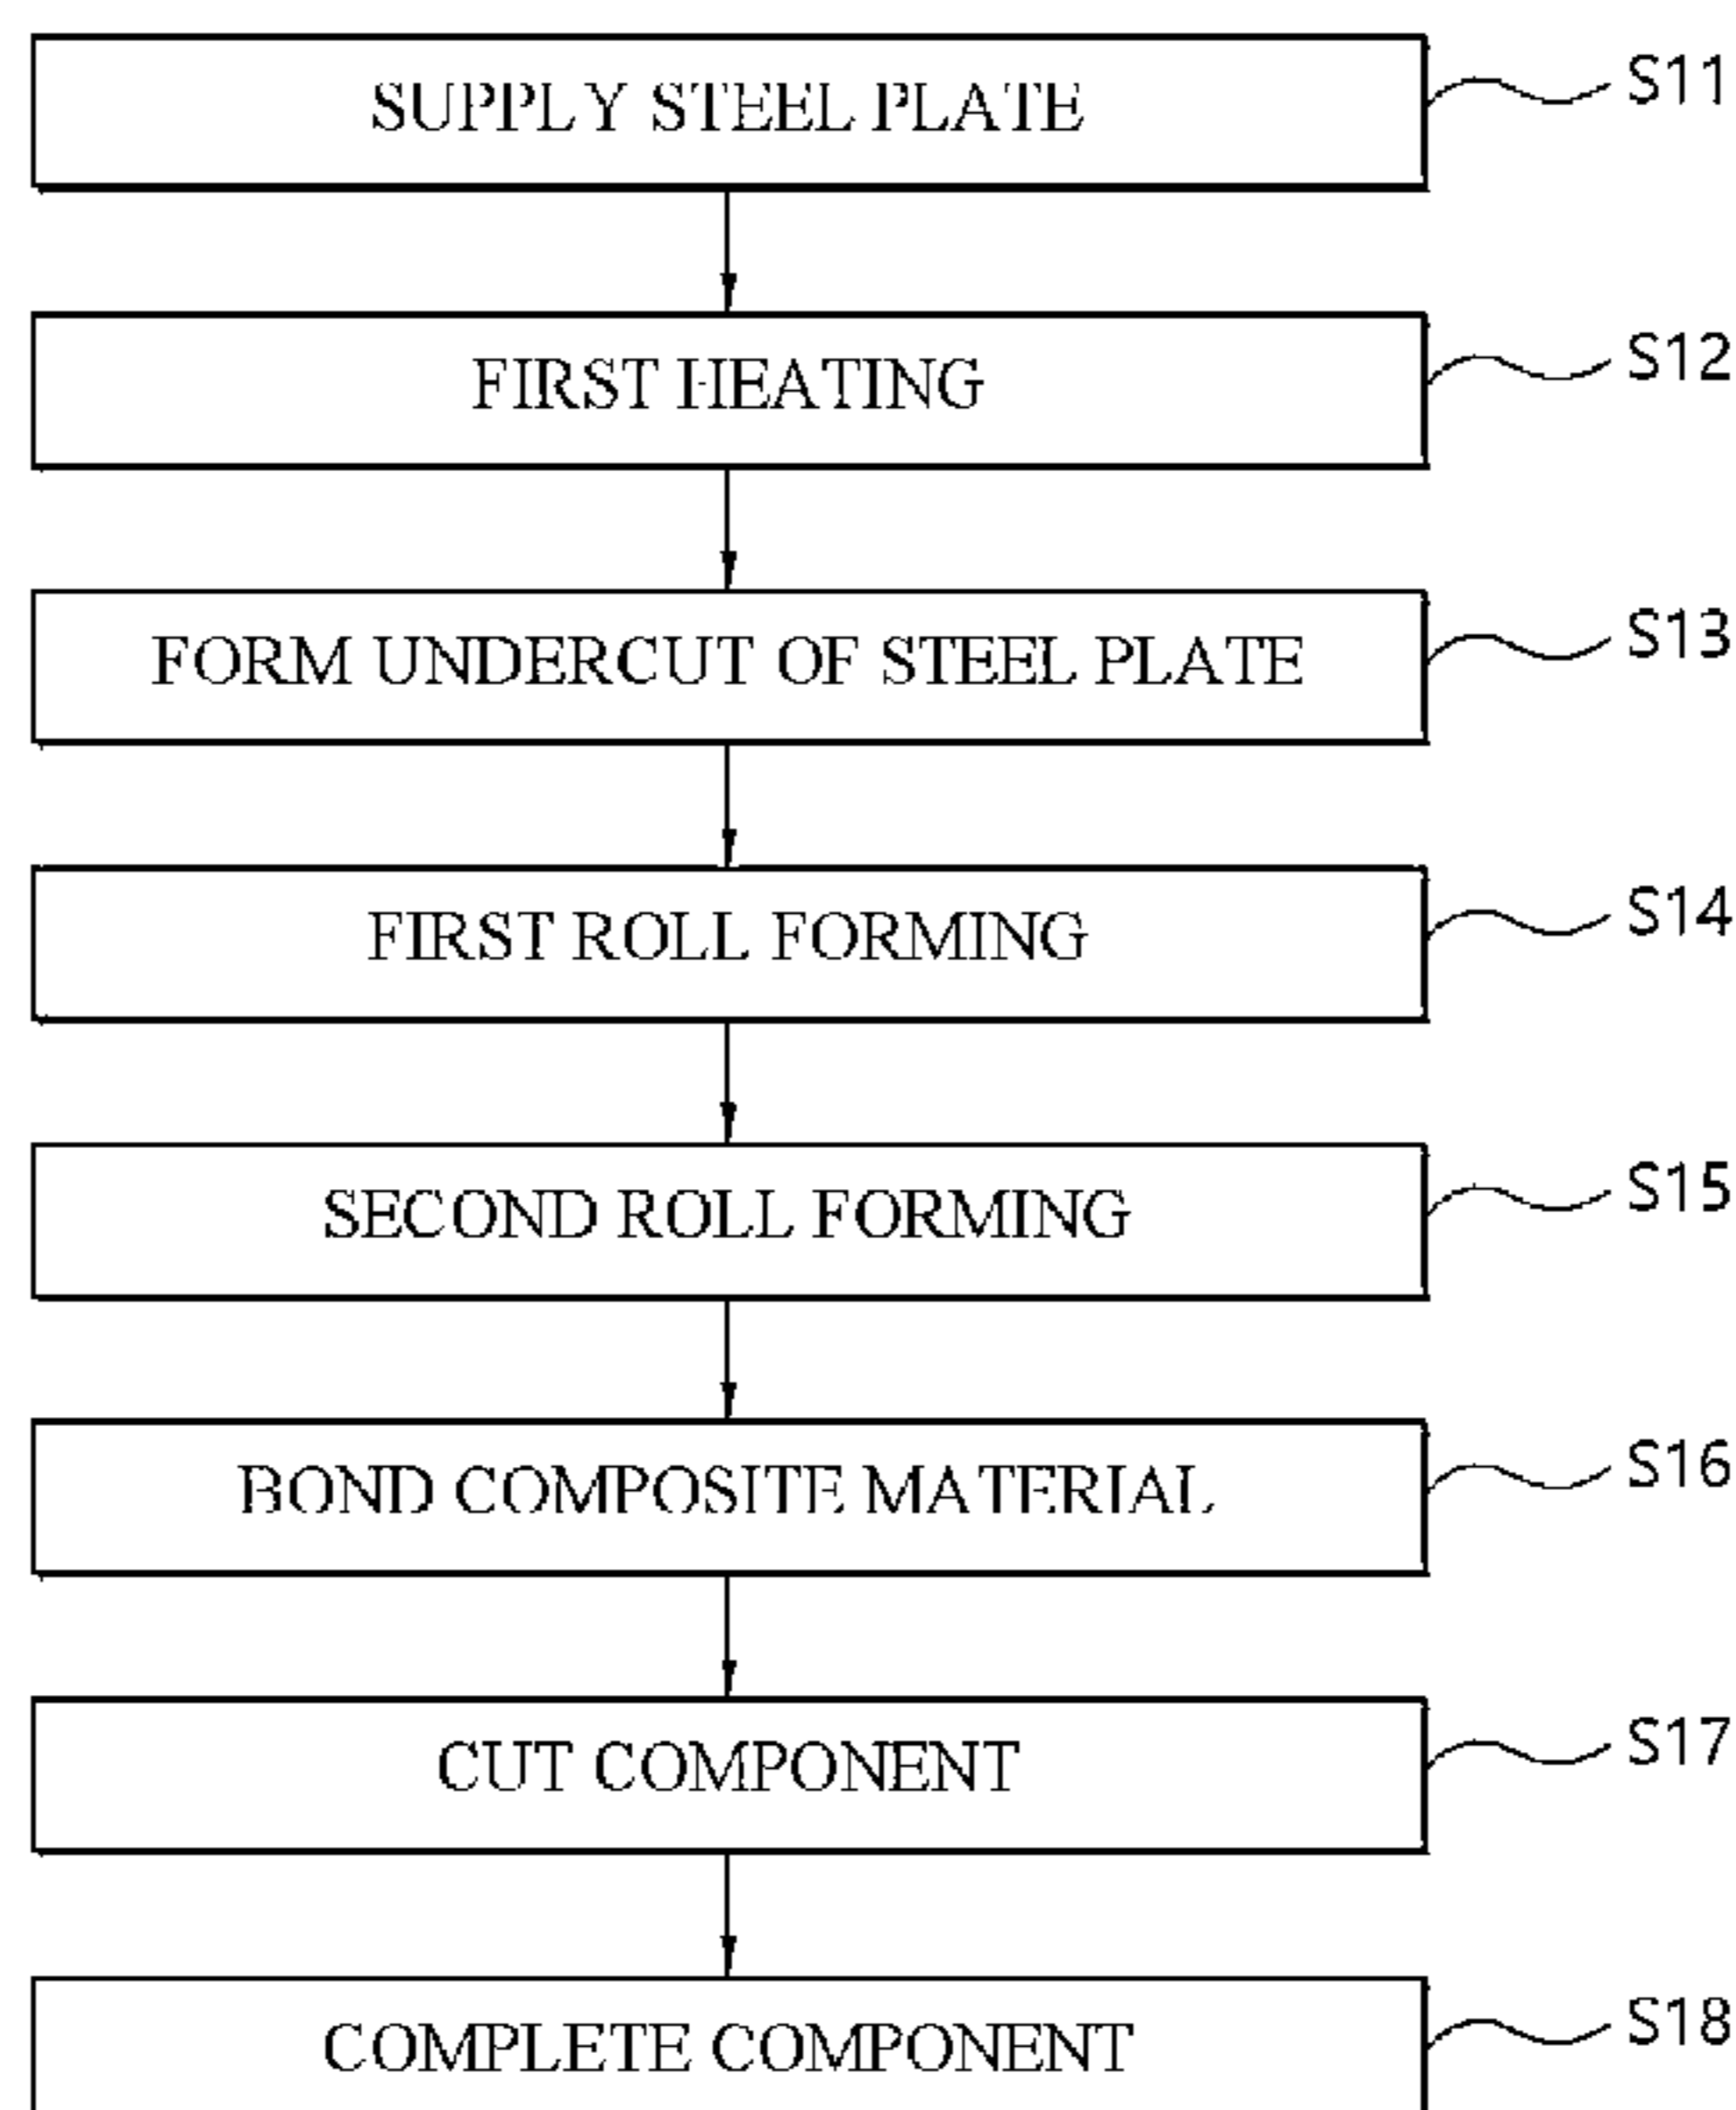 SUPPLY STEEL PLATE S11
FIRST HEATING S12
FORM UNDERCUT OF STEEL PLATE S13
FIRST ROLL FORMING S14
SECOND ROLL FORMING S15
BOND COMPOSITE MATERIAL S16
CUT COMPONENT S17
COMPLETE COMPONENT S18